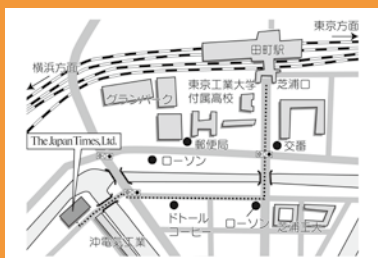 東京方面
田町駅
横浜方面
東京工業大学
付属高校
芝浦口
グランパーク
郵便局
交番
The Japan Times, Ltd.
ローソン
ドトール
コーヒー
ローソン
芝浦工大
沖電気工業